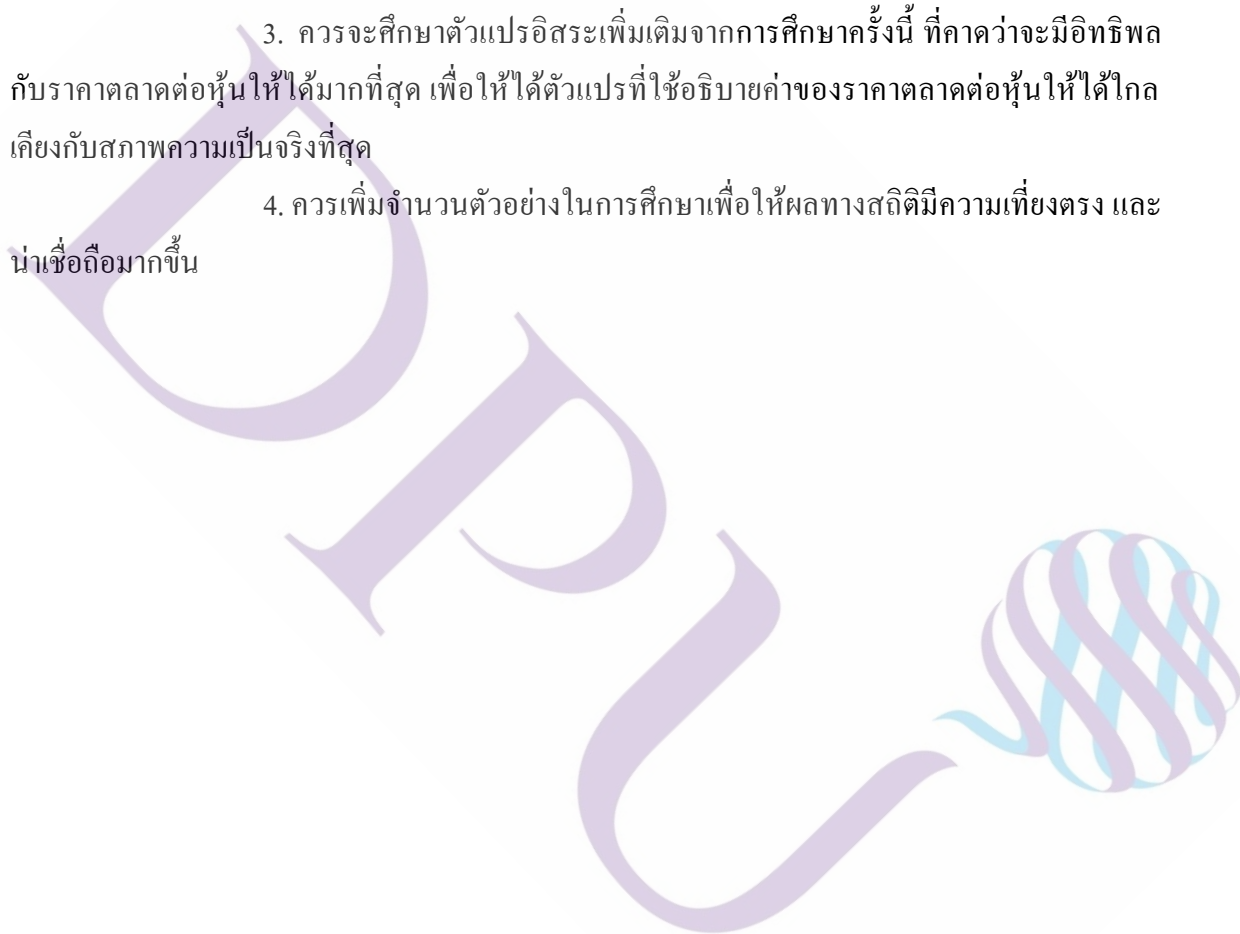 3. ควรจะศึกษาตัวแปรอิสระเพิ่มเติมจากการศึกษาครั้งนี้ ที่คาดว่าจะมีอิทธิพล
กับราคาตลาดต่อหุ้นให้ได้มากที่สุด เพื่อให้ได้ตัวแปรที่ใช้อธิบายค่าของราคาตลาดต่อหุ้นให้ได้ใกล
เคียงกับสภาพความเป็นจริงที่สุด
4. ควรเพิ่มจำนวนตัวอย่างในการศึกษาเพื่อให้ผลทางสถิติมีความเที่ยงตรง และ
น่าเชื่อถือมากขึ้น
DPU